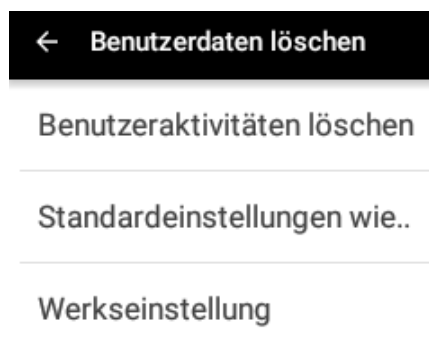 Benutzerdaten löschen
Benutzeraktivitäten löschen
Standardeinstellungen wie..
Werkseinstellung